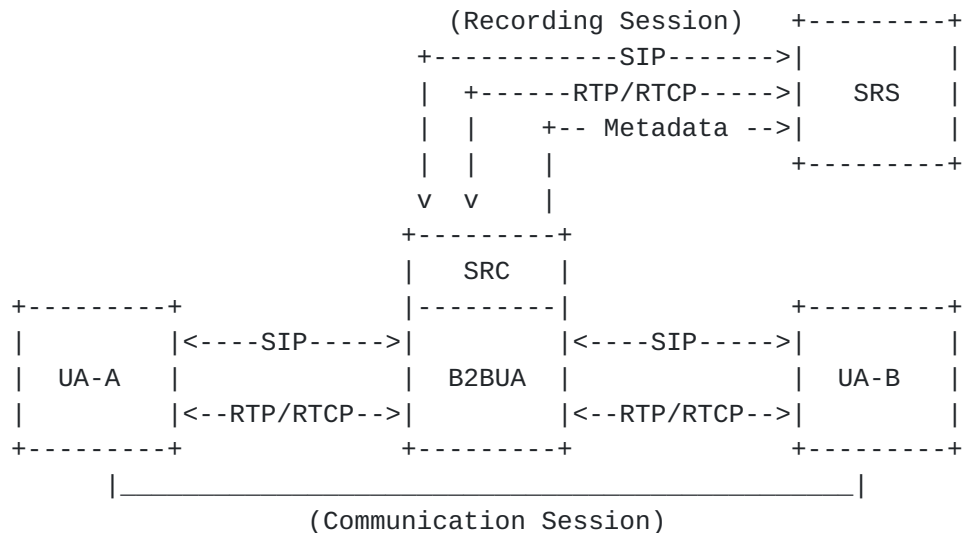 (Recording Session)     +---------+
+------------SIP------->|         |
|  +------RTP/RTCP----->|   SRS   |
|  |    +-- Metadata -->|         |
|  |    |               +---------+
v  v    |
+---------+
|   SRC   |
+---------+               |---------|               +---------+
|         |<----SIP----->|         |<----SIP----->|         |
|  UA-A   |               |  B2BUA  |               |  UA-B   |
|         |<--RTP/RTCP-->|         |<--RTP/RTCP-->|         |
+---------+               +---------+               +---------+
|_______________________________________________|
(Communication Session)